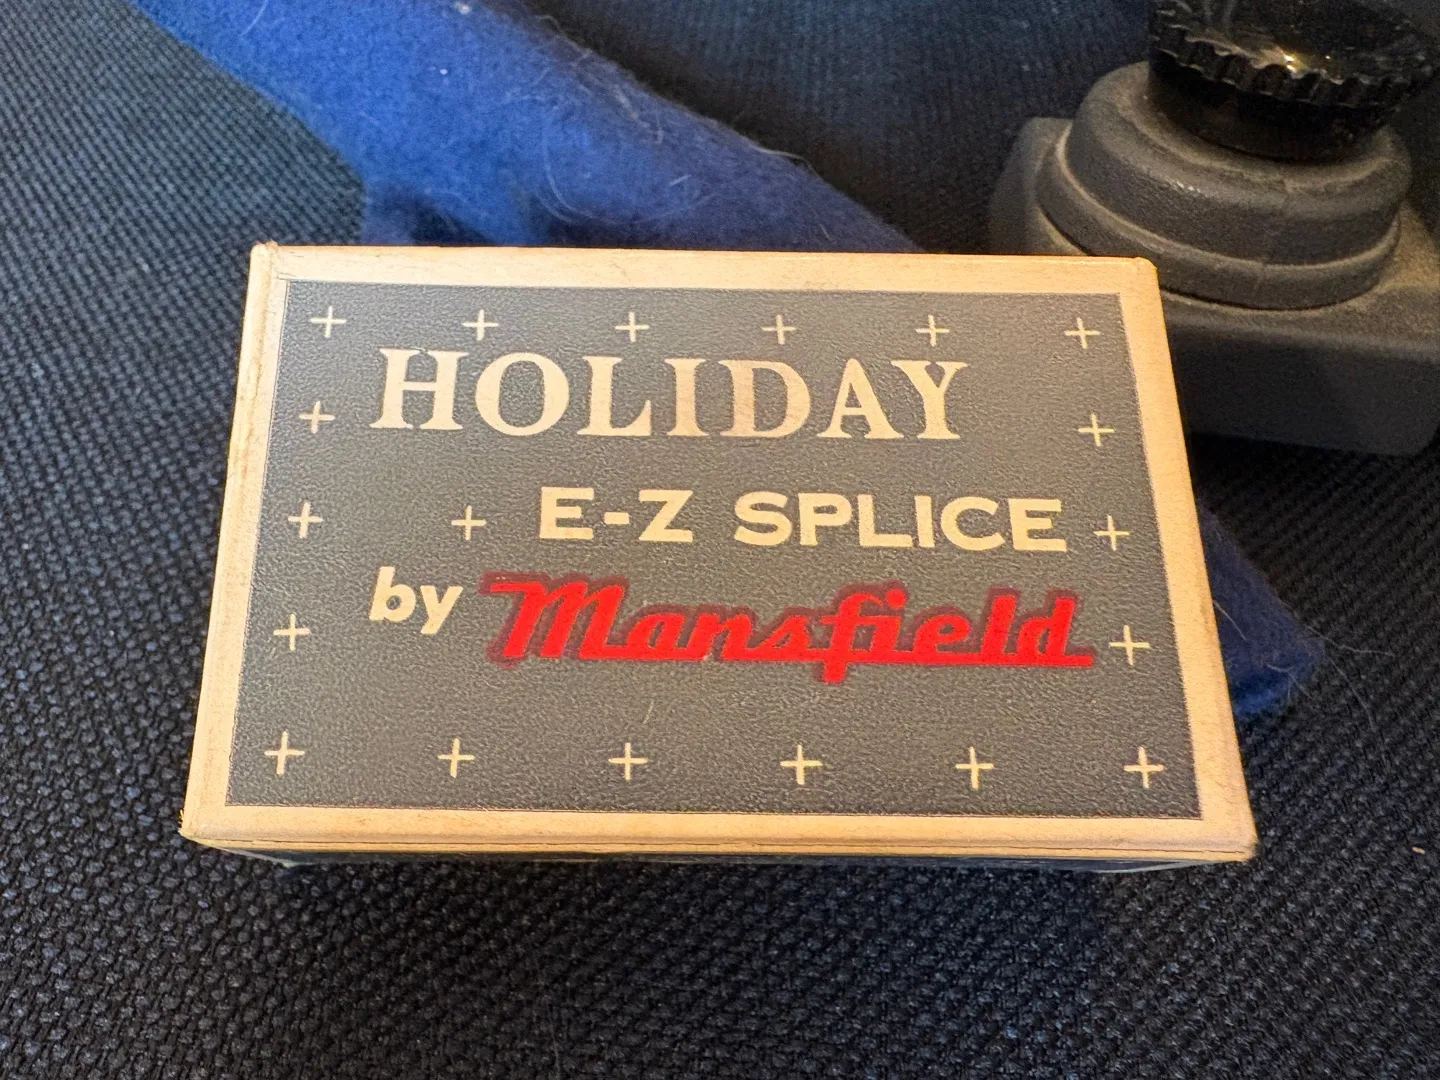 HOLIDAY
E-Z SPLICE
by Mansfield